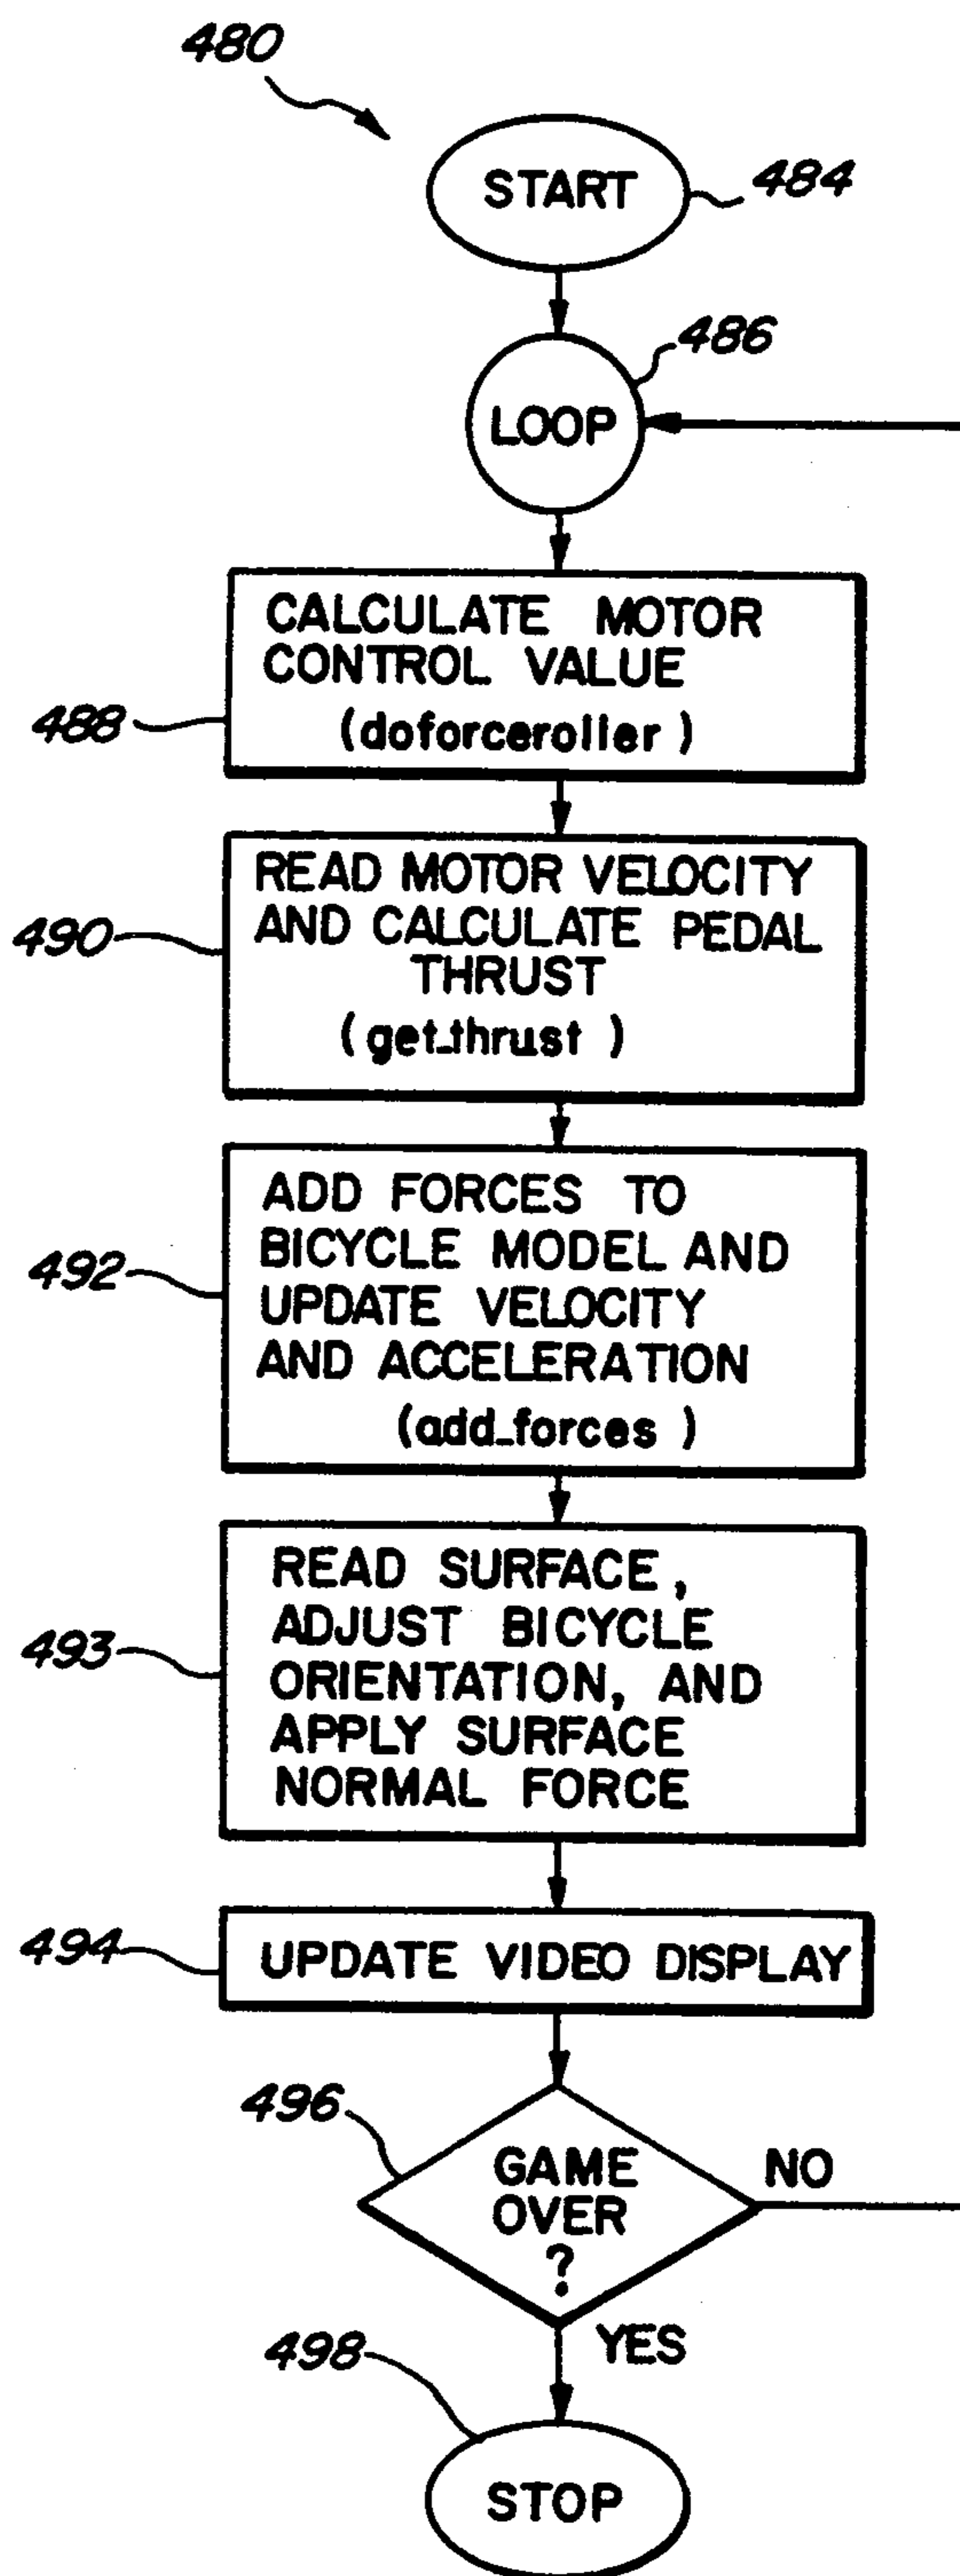 480
START
484
486
LOOP
CALCULATE MOTOR
CONTROL VALUE
488
(doforceroller)
READ MOTOR VELOCITY
490
AND CALCULATE PEDAL
THRUST
(get_thrust)
ADD FORCES TO
BICYCLE MODEL AND
492
UPDATE VELOCITY
AND ACCELERATION
(add_forces)
READ SURFACE,
ADJUST BICYCLE
493
ORIENTATION, AND
APPLY SURFACE
NORMAL FORCE
494
UPDATE VIDEO DISPLAY
496
GAME
OVER
?
NO
YES
498
STOP